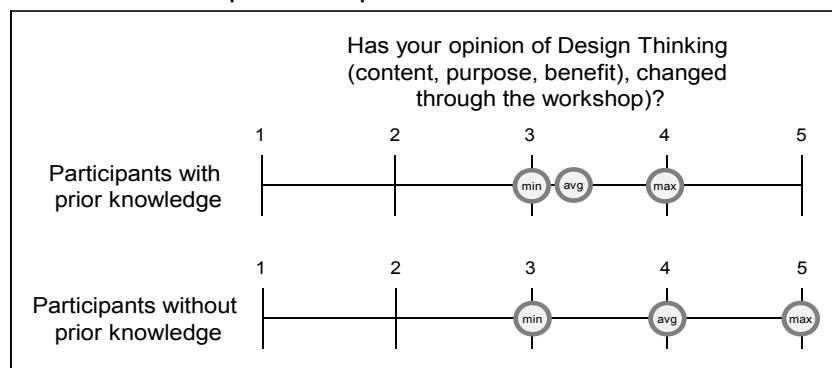 Has your opinion of Design Thinking
(content, purpose, benefit), changed
through the workshop)?
1 2 3 4 5
Participants with
prior knowledge
min avg max
1 2 3 4 5
Participants without
prior knowledge
min avg max